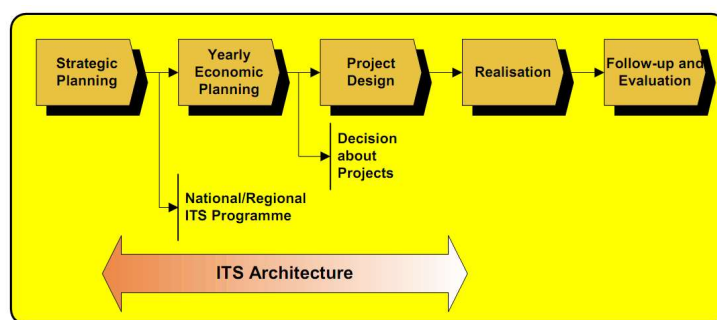 Strategic
Planning
Yearly
Economic
Planning
Project
Design
Realisation
Follow-up and
Evaluation
Decision
about
Projects
National/Regional
ITS Programme
ITS Architecture